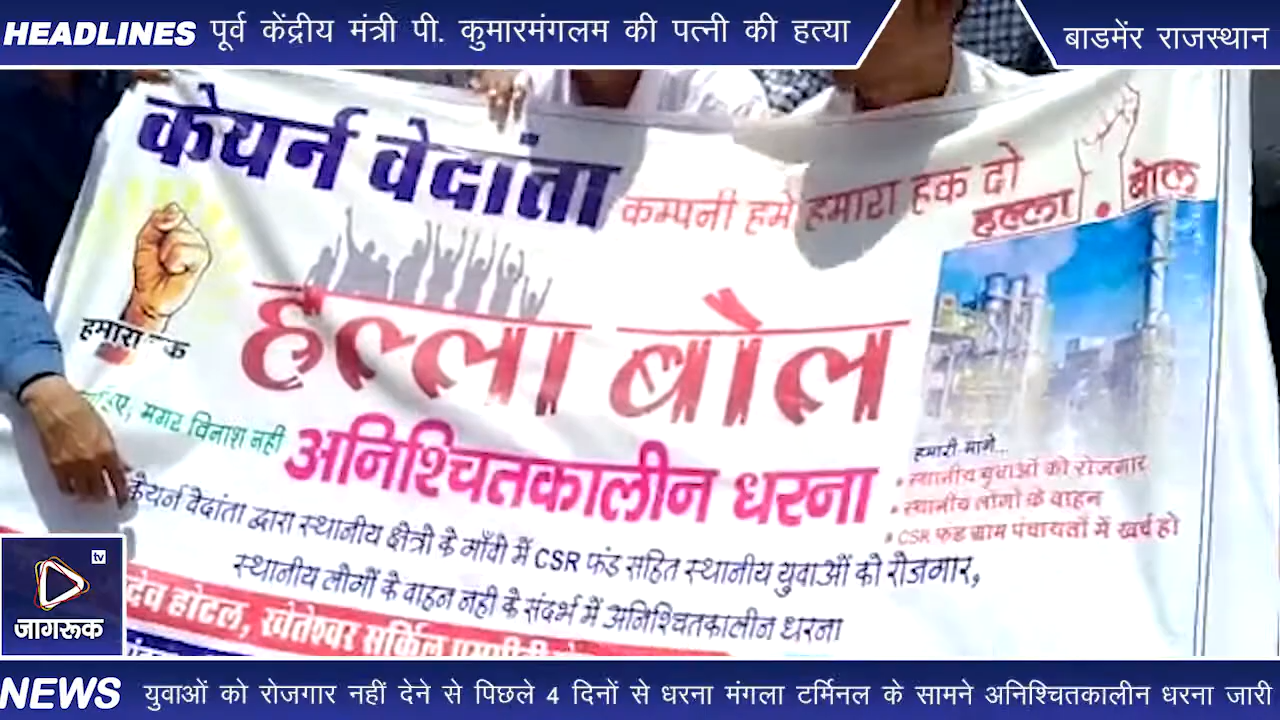 HEADLINES पूर्व केंद्रीय मंत्री पी. कुमारमंगलम की पत्नी की हत्या
बाडमेंर राजस्थान
केयर्न वेदांता कम्पनी हमे हमारा हक दो
हल्ला बोल
हमारा क
हल्ला बोल
मगर विनाश नहीं
अनिश्चितकालीन धरना
हमारी मांगे...
• स्थानीय युवाओं को रोजगार
• स्थानीय लोगों के वाहन
• CSR फंड ग्राम पंचायतों में खर्च हो
केयर्न वेदांता द्वारा स्थानीय क्षेत्रो के गाँवो में CSR फंड सहित स्थानीय युवाओं को रोजगार,
स्थानीय लोगों के वाहन नही के संदर्भ में अनिश्चितकालीन धरना
देव होटल, खेतेश्वर सर्किल
tv
जागरूक
NEWS युवाओं को रोजगार नहीं देने से पिछले 4 दिनों से धरना मंगला टर्मिनल के सामने अनिश्चितकालीन धरना जारी